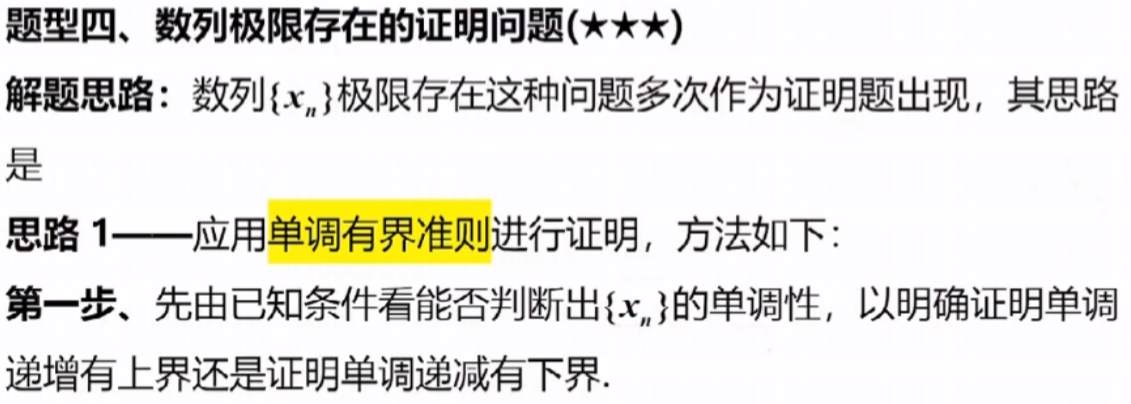 题型四、数列极限存在的证明问题(★★★)
解题思路：数列{xₙ}极限存在这种问题多次作为证明题出现，其思路
是
思路 1——应用单调有界准则进行证明，方法如下：
第一步、先由已知条件看能否判断出{xₙ}的单调性，以明确证明单调
递增有上界还是证明单调递减有下界.